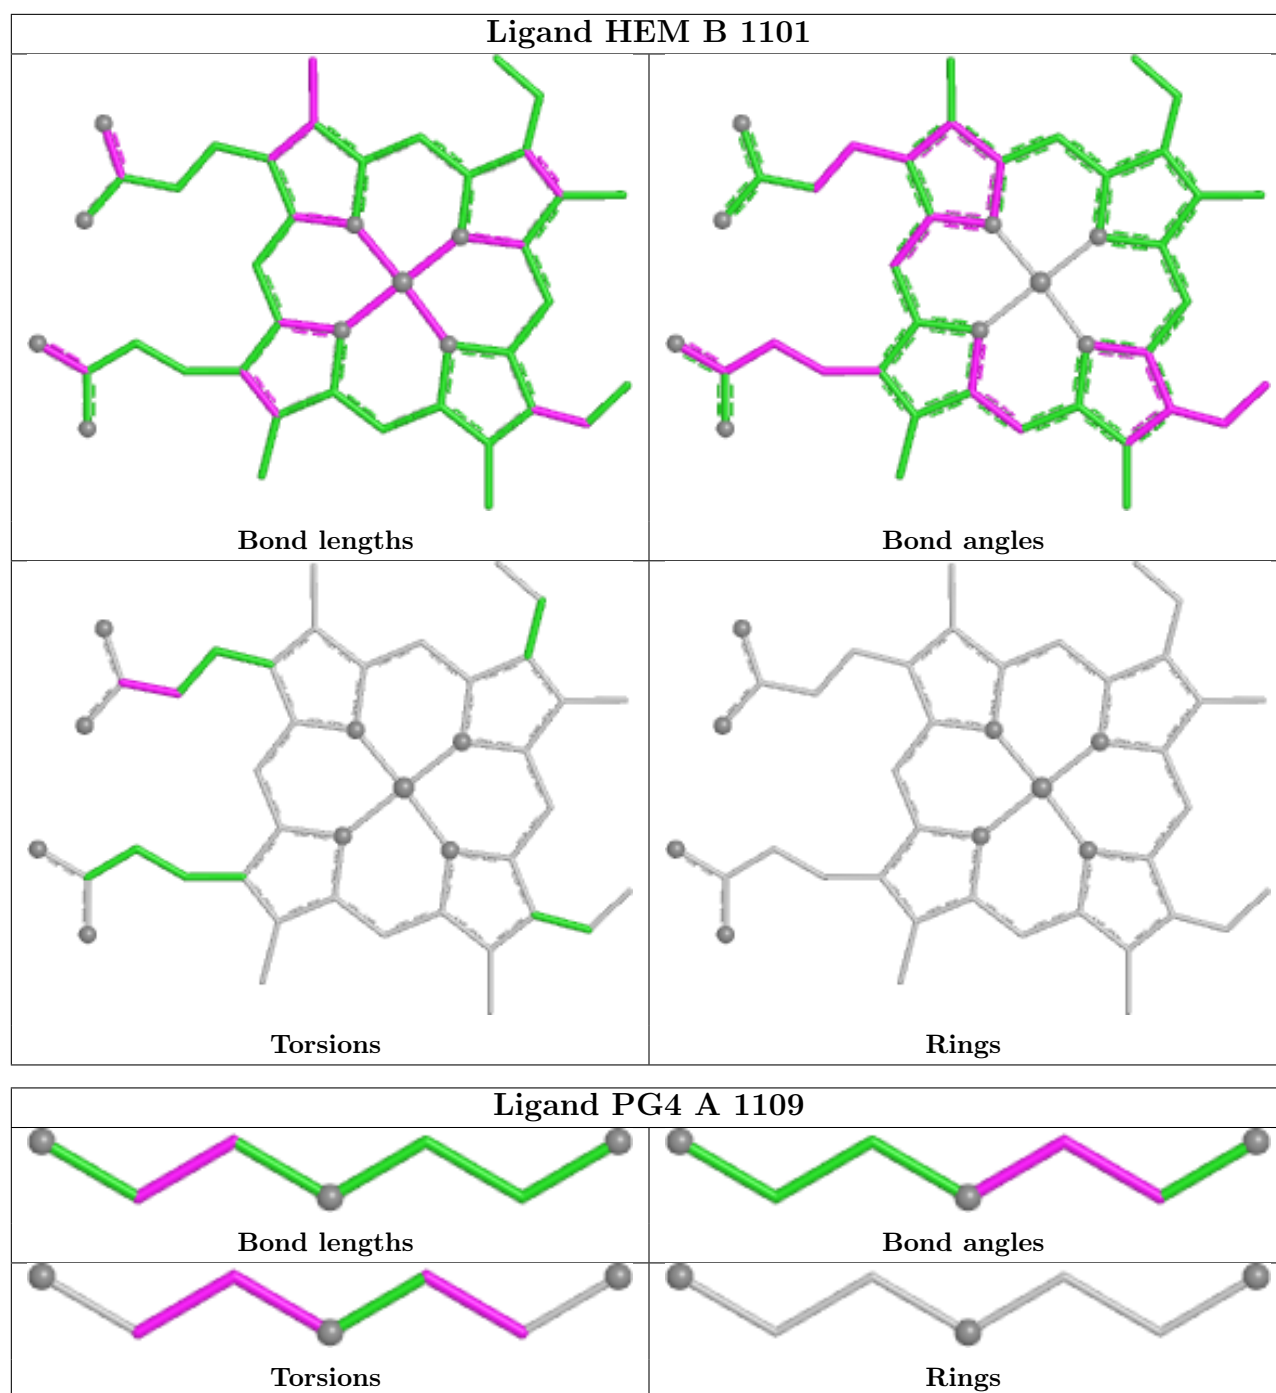 Ligand HEM B 1101
Bond lengths
Bond angles
Torsions
Rings
Ligand PG4 A 1109
Bond lengths
Bond angles
Torsions
Rings